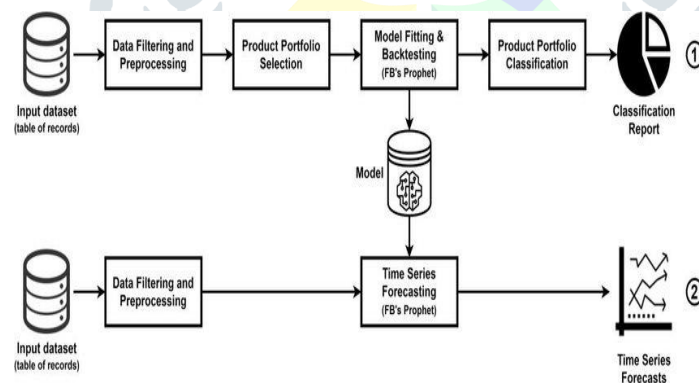 Data Filtering and
Preprocessing
Product Portfolio
Selection
Model Fitting &
Backtesting
(FB's Prophet)
Product Portfolio
Classification
1
Input dataset
(table of records)
Classification
Report
Model
Data Filtering and
Preprocessing
Time Series
Forecasting
(FB's Prophet)
2
Input dataset
(table of records)
Time Series
Forecasts